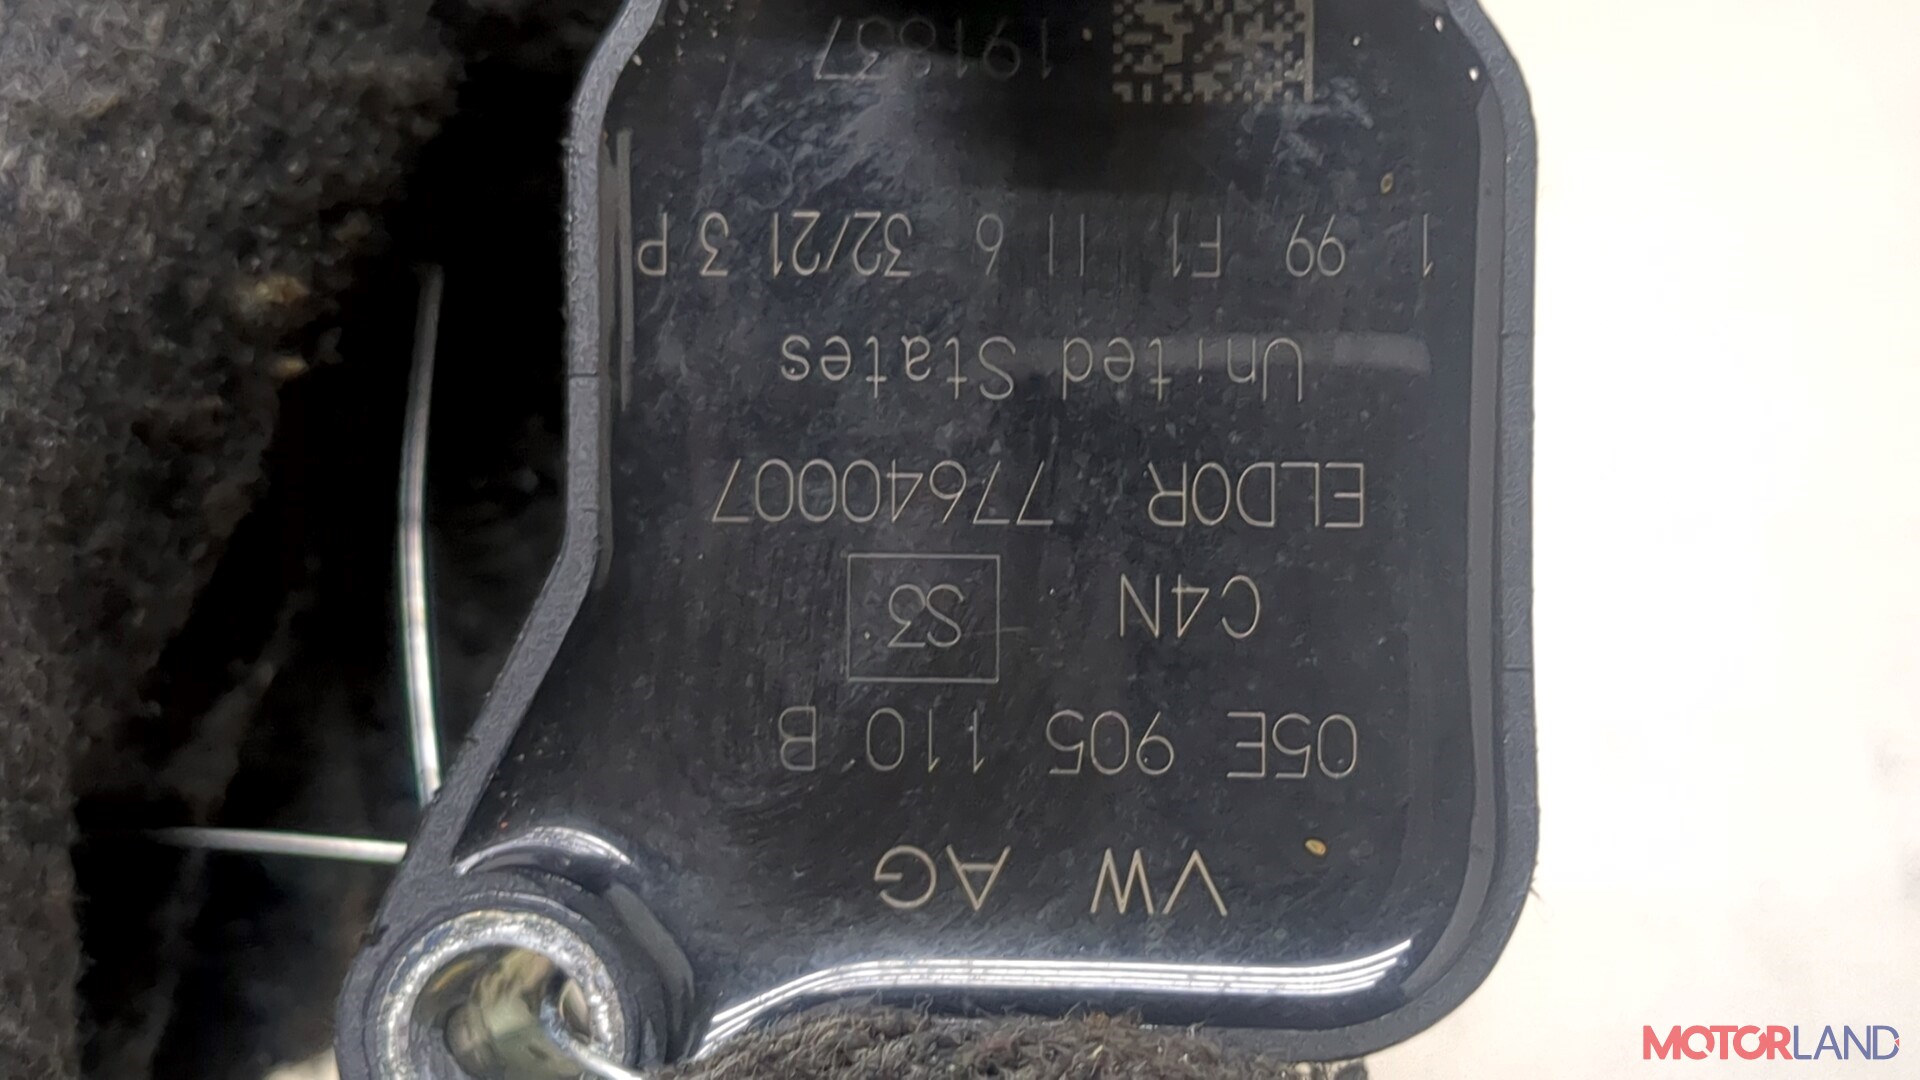 VW AG
05E 905 110 B
C4N S3
ELDOR 77640007
United States
1 99 F1 11 6 32/21 3 P
191837
MOTORLAND